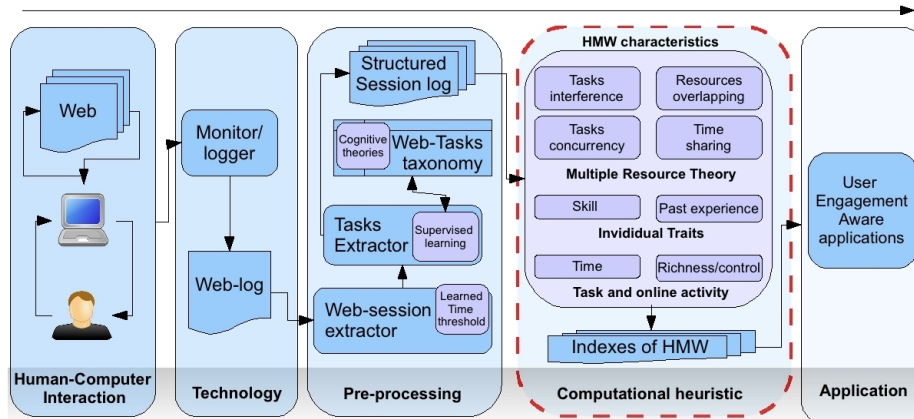 Web
Human-Computer
Interaction
Monitor/
logger
Web-log
Technology
Structured
Session log
Cognitive
theories
Web-Tasks
taxonomy
Tasks
Extractor
Supervised
learning
Web-session
extractor
Learned
Time
threshold
Pre-processing
HMW characteristics
Tasks
interference
Resources
overlapping
Tasks
concurrency
Time
sharing
Multiple Resource Theory
Skill
Past experience
Invididual Traits
Time
Richness/control
Task and online activity
Indexes of HMW
Computational heuristic
User
Engagement
Aware
applications
Application